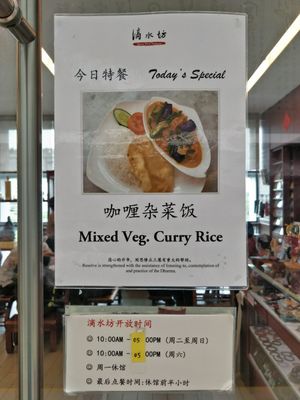 滴水坊
今日特餐 Today's Special
咖喱杂菜饭
Mixed Veg. Curry Rice
Resolve is strengthened with the assistance of listening to, contemplation of
and practice of the Dharma.
滴水坊开放时间
10:00AM - 05:00PM (周二至周日)
10:00AM - 05:00PM (周六)
周一休馆
最后点餐时间:休馆前半小时